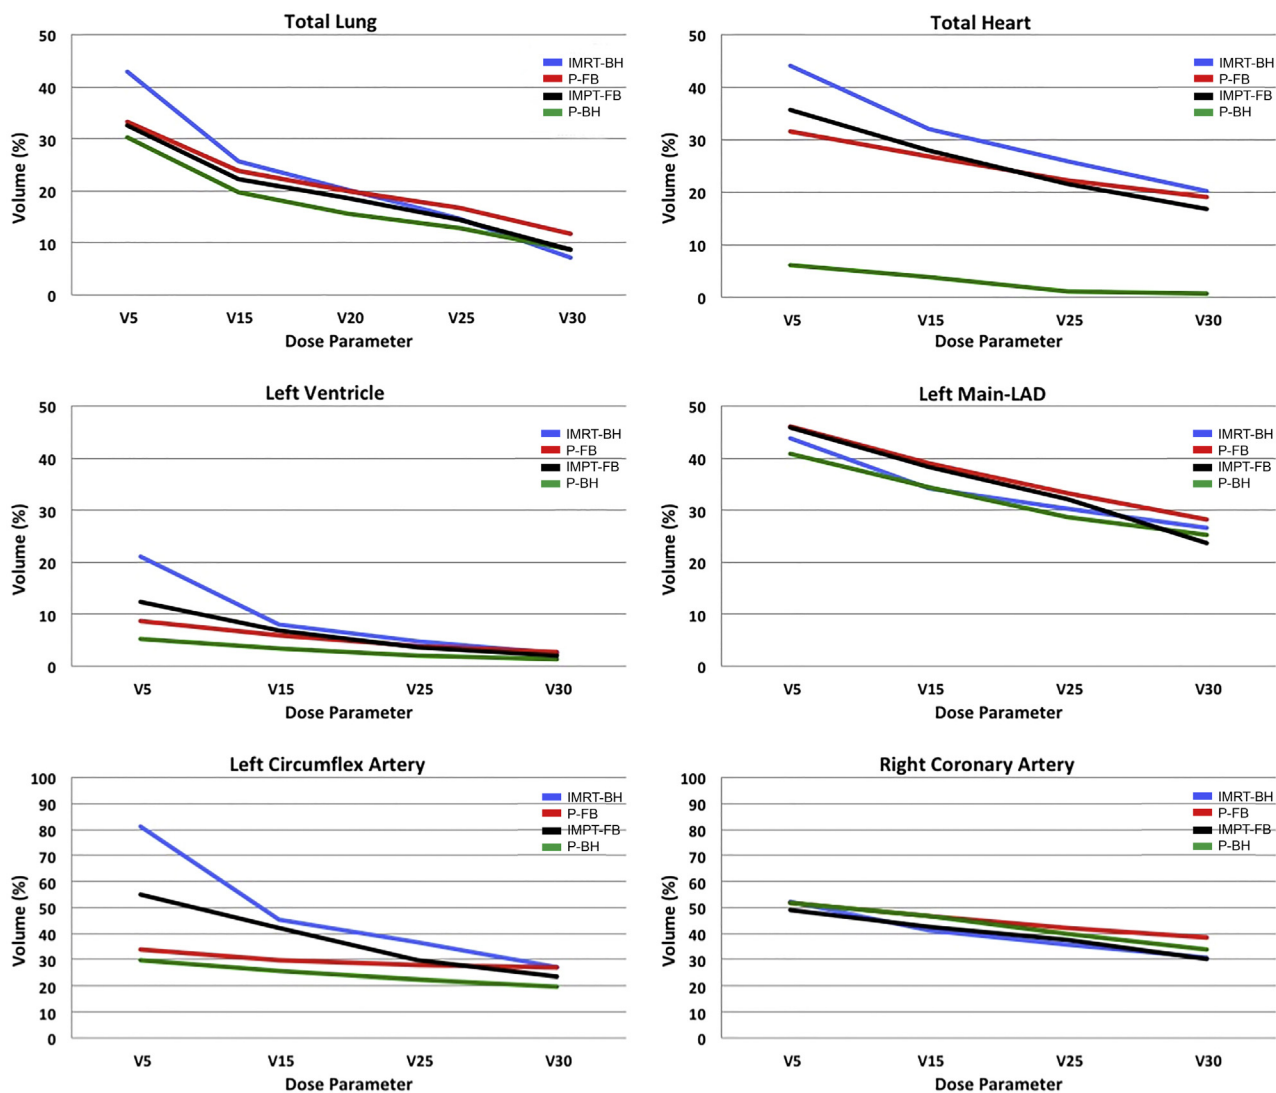 Total Lung
50
40
30
20
10
0
Volume (%)
IMRT-BH
P-FB
IMPT-FB
P-BH
V5 V15 V20 V25 V30
Dose Parameter
Total Heart
50
40
30
20
10
0
Volume (%)
IMRT-BH
P-FB
IMPT-FB
P-BH
V5 V15 V25 V30
Dose Parameter
Left Ventricle
50
40
30
20
10
0
Volume (%)
IMRT-BH
P-FB
IMPT-FB
P-BH
V5 V15 V25 V30
Dose Parameter
Left Main-LAD
50
40
30
20
10
0
Volume (%)
IMRT-BH
P-FB
IMPT-FB
P-BH
V5 V15 V25 V30
Dose Parameter
Left Circumflex Artery
100
90
80
70
60
50
40
30
20
10
0
Volume (%)
IMRT-BH
P-FB
IMPT-FB
P-BH
V5 V15 V25 V30
Dose Parameter
Right Coronary Artery
100
90
80
70
60
50
40
30
20
10
0
Volume (%)
IMRT-BH
P-FB
IMPT-FB
P-BH
V5 V15 V25 V30
Dose Parameter